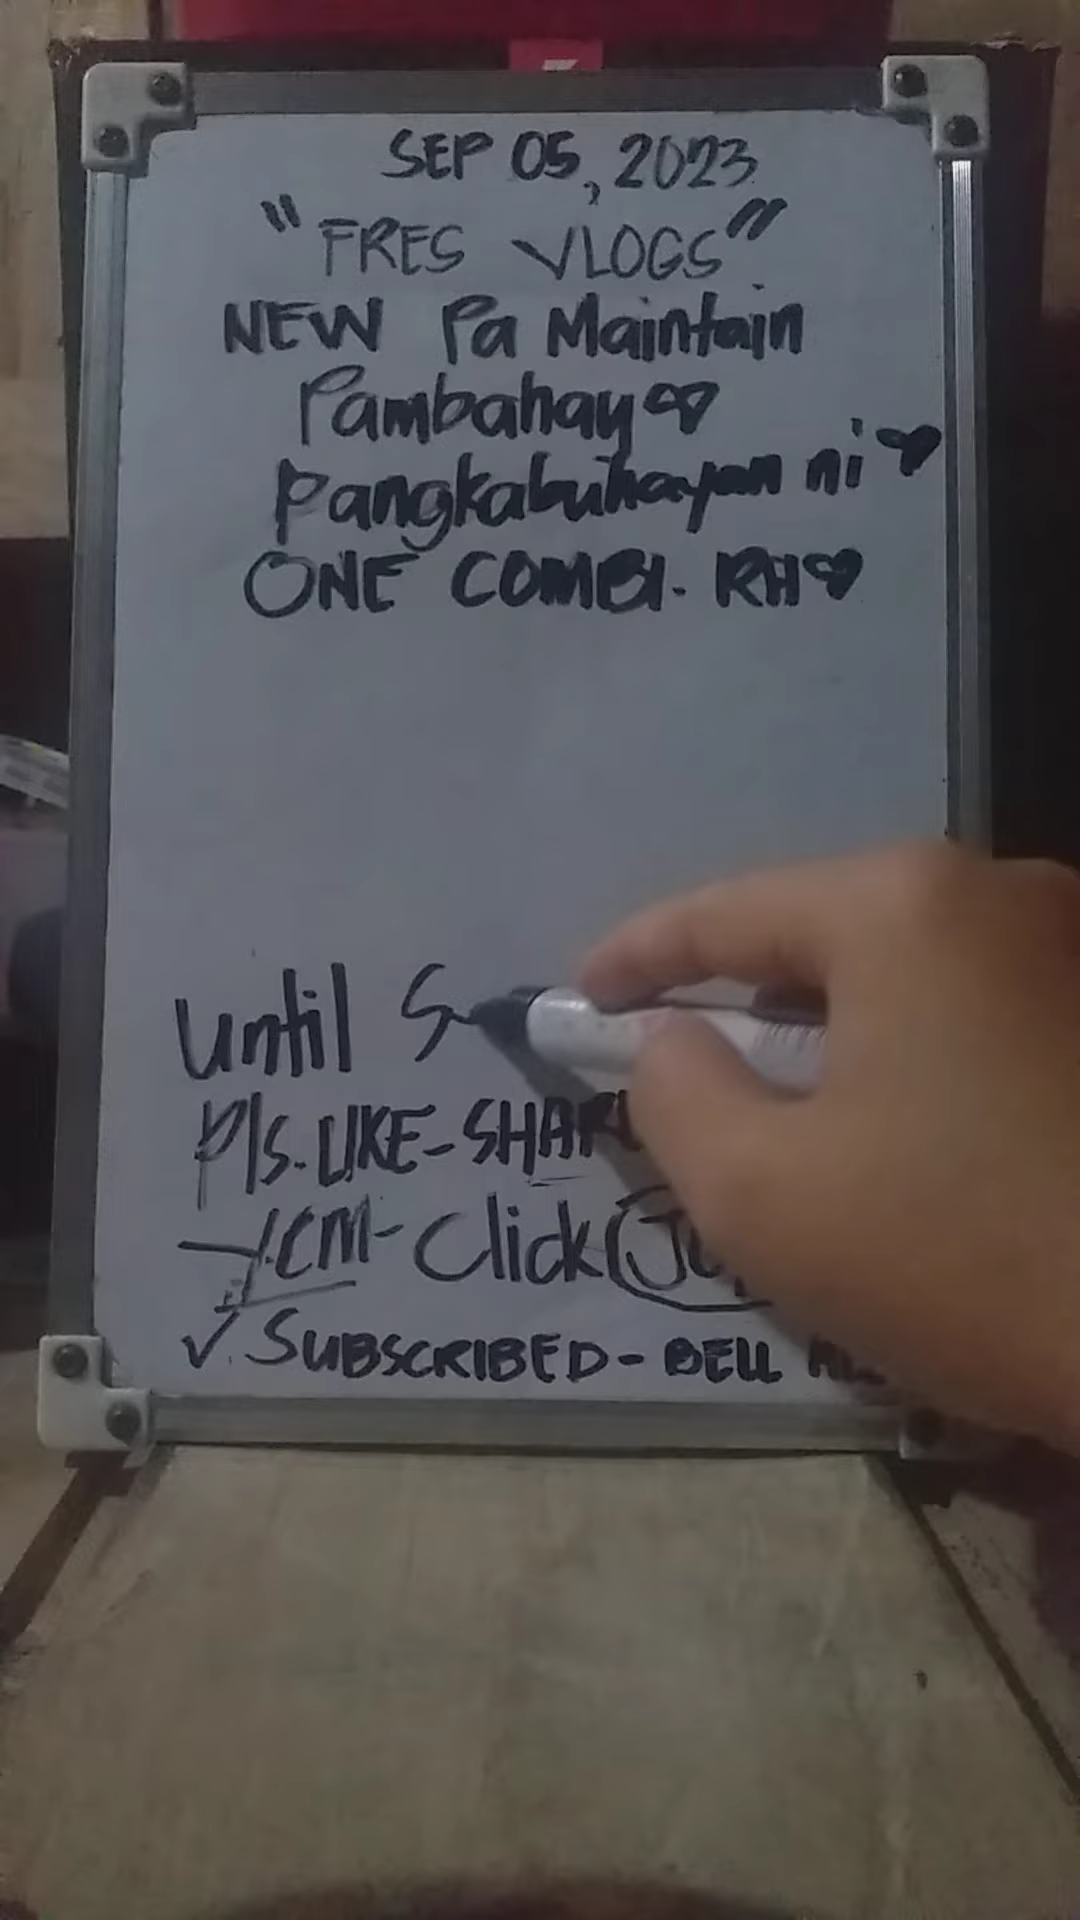 SEP 05, 2023
"FRES VLOGS"
NEW Pa Maintain
Pambahay
pangkabuhayan ni
ONE COMBI. RH
until S
P/s. LIKE - SHARE
Y.CM - Click
✓. SUBSCRIBED - BELL